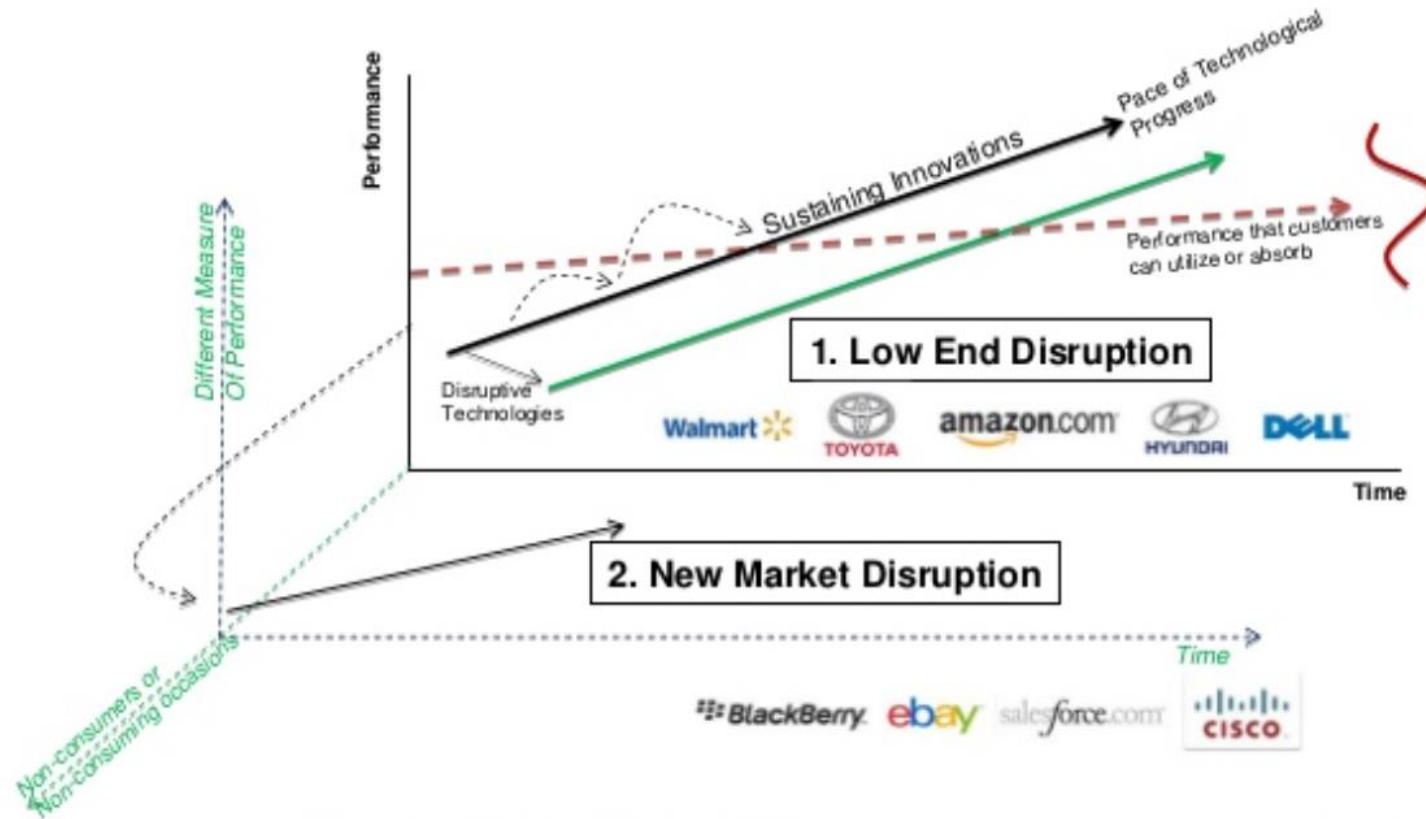 Performance
Pace of Technological
Progress
Sustaining Innovations
Performance that customers
can utilize or absorb
Different Measure
Of Performance
1. Low End Disruption
Disruptive
Technologies
Walmart
TOYOTA
amazon.com
HYUNDAI
DELL
Time
2. New Market Disruption
Time
Non-consumers or
Non-consuming occasions
BlackBerry
ebay
salesforce.com
CISCO